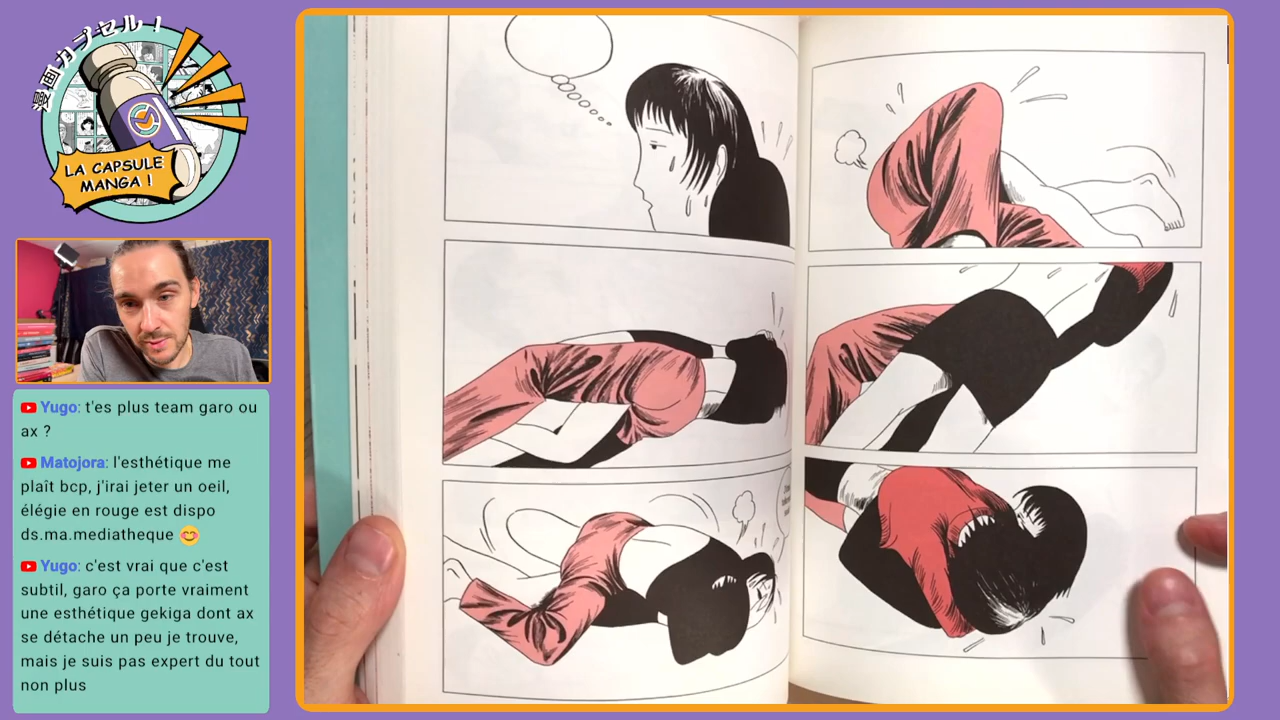 漫画カプセル！
LA CAPSULE
MANGA !
Yugo: t'es plus team garo ou
ax ?
Matojora: l'esthétique me
plaît bcp, j'irai jeter un oeil,
élégie en rouge est dispo
ds.ma.mediatheque 😊
Yugo: c'est vrai que c'est
subtil, garo ça porte vraiment
une esthétique gekiga dont ax
se détache un peu je trouve,
mais je suis pas expert du tout
non plus